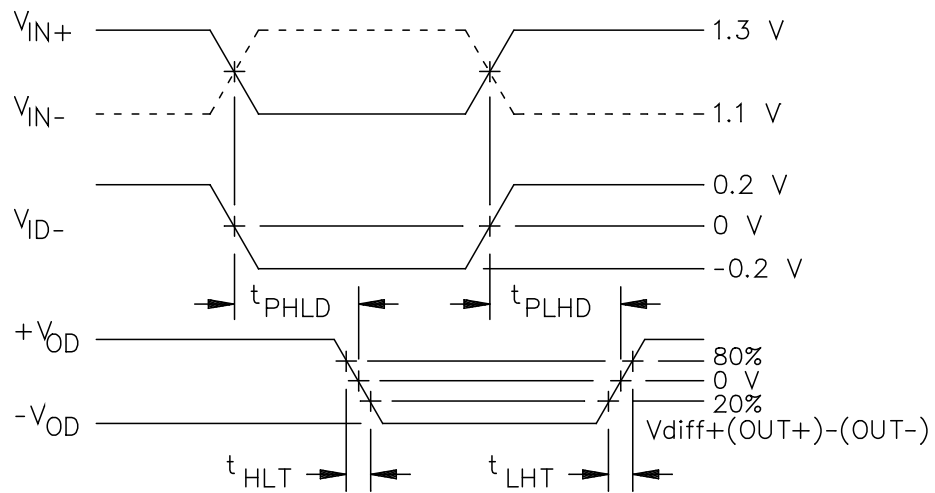 VIN+ 1.3 V
VIN- 1.1 V
0.2 V
VID- 0 V
-0.2 V
tPHLD tPLHD
+VOD
80%
0 V
20%
-VOD
Vdiff+(OUT+)-(OUT-)
tHLT tLHT